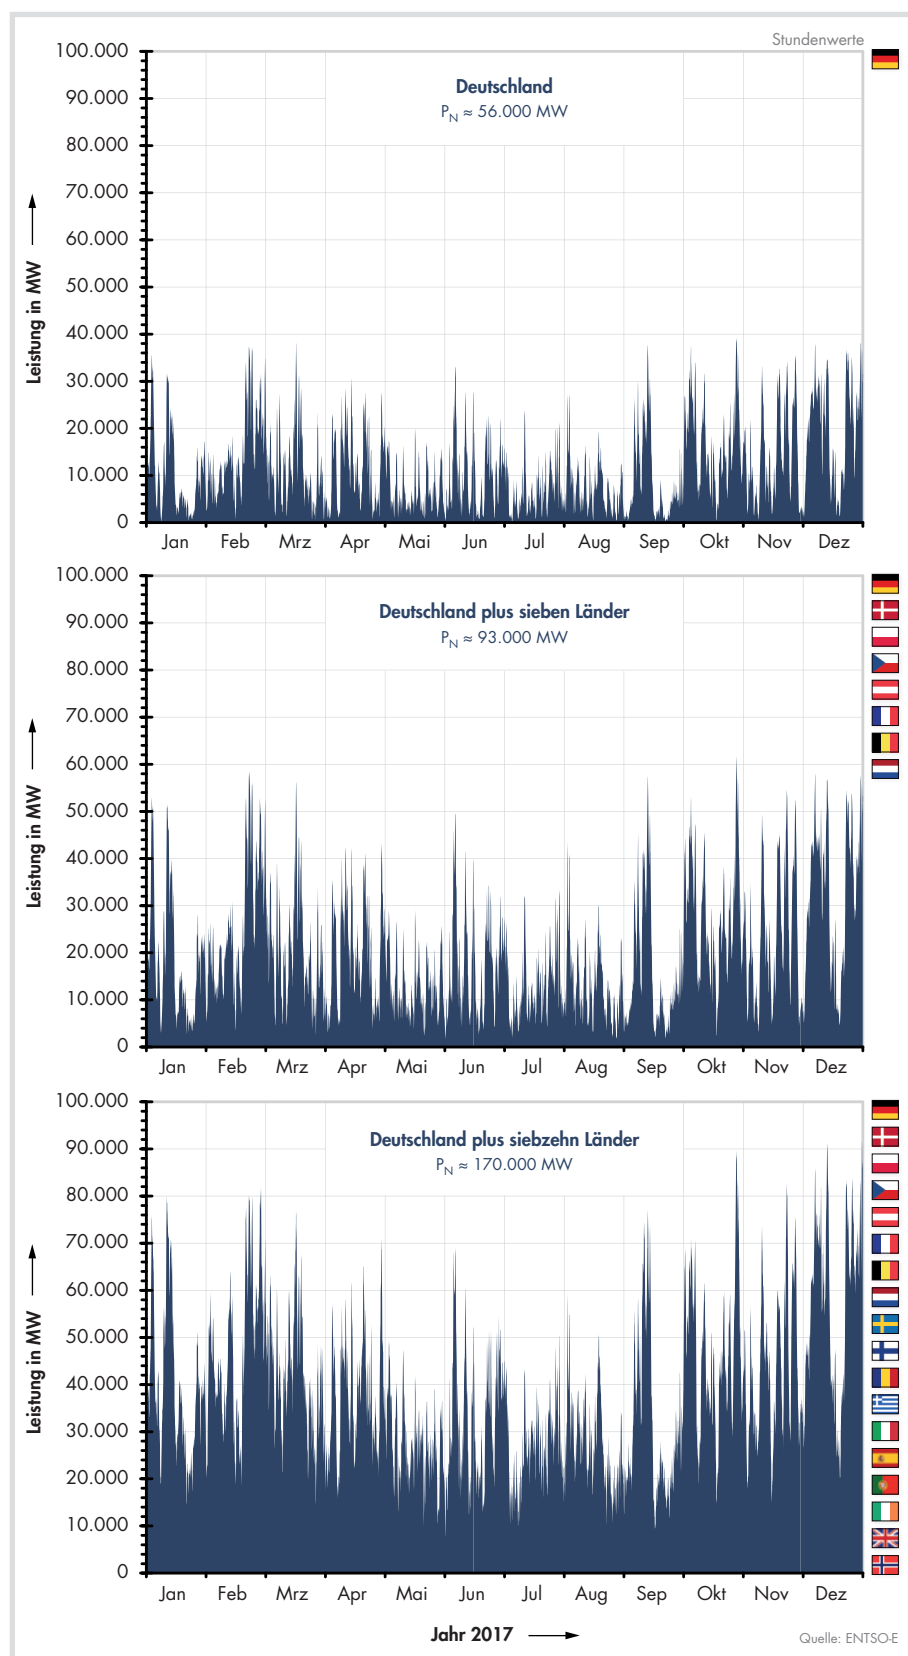 Stundenwerte
Deutschland
P_N ≈ 56.000 MW
Leistung in MW
100.000
90.000
80.000
70.000
60.000
50.000
40.000
30.000
20.000
10.000
0
Jan Feb Mrz Apr Mai Jun Jul Aug Sep Okt Nov Dez
Deutschland plus sieben Länder
P_N ≈ 93.000 MW
Leistung in MW
100.000
90.000
80.000
70.000
60.000
50.000
40.000
30.000
20.000
10.000
0
Jan Feb Mrz Apr Mai Jun Jul Aug Sep Okt Nov Dez
Deutschland plus siebzehn Länder
P_N ≈ 170.000 MW
Leistung in MW
100.000
90.000
80.000
70.000
60.000
50.000
40.000
30.000
20.000
10.000
0
Jan Feb Mrz Apr Mai Jun Jul Aug Sep Okt Nov Dez
Jahr 2017
Quelle: ENTSO-E